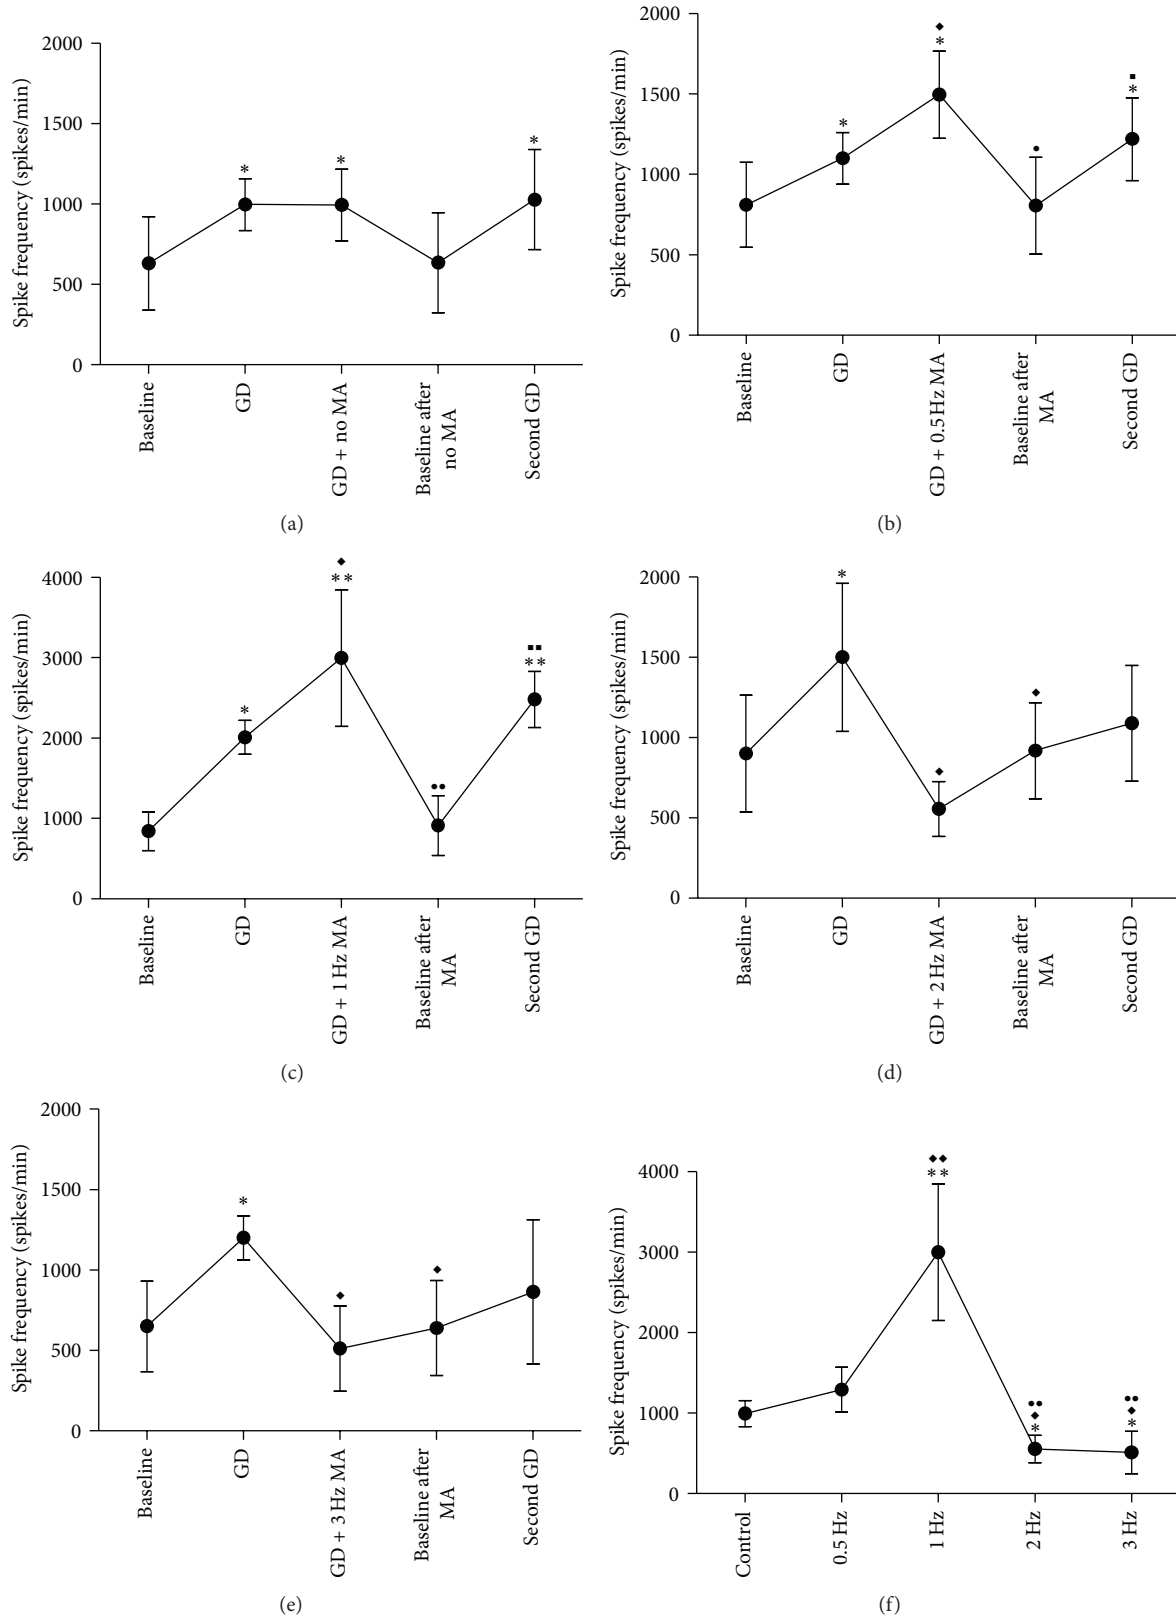 Spike frequency (spikes/min)
2000
1500
1000
500
0
*
*
*
Baseline
GD
GD + no MA
Baseline after
no MA
Second GD
(a)
Spike frequency (spikes/min)
2000
1500
1000
500
0
*
◆
*
•
■
*
Baseline
GD
GD + 0.5 Hz MA
Baseline after
MA
Second GD
(b)
Spike frequency (spikes/min)
4000
3000
2000
1000
0
*
◆
**
••
■■
**
Baseline
GD
GD + 1 Hz MA
Baseline after
MA
Second GD
(c)
Spike frequency (spikes/min)
2000
1500
1000
500
0
*
◆
◆
Baseline
GD
GD + 2 Hz MA
Baseline after
MA
Second GD
(d)
Spike frequency (spikes/min)
2000
1500
1000
500
0
*
◆
◆
Baseline
GD
GD + 3 Hz MA
Baseline after
MA
Second GD
(e)
Spike frequency (spikes/min)
4000
3000
2000
1000
0
◆◆
**
••
◆
*
••
◆
*
Control
0.5 Hz
1 Hz
2 Hz
3 Hz
(f)